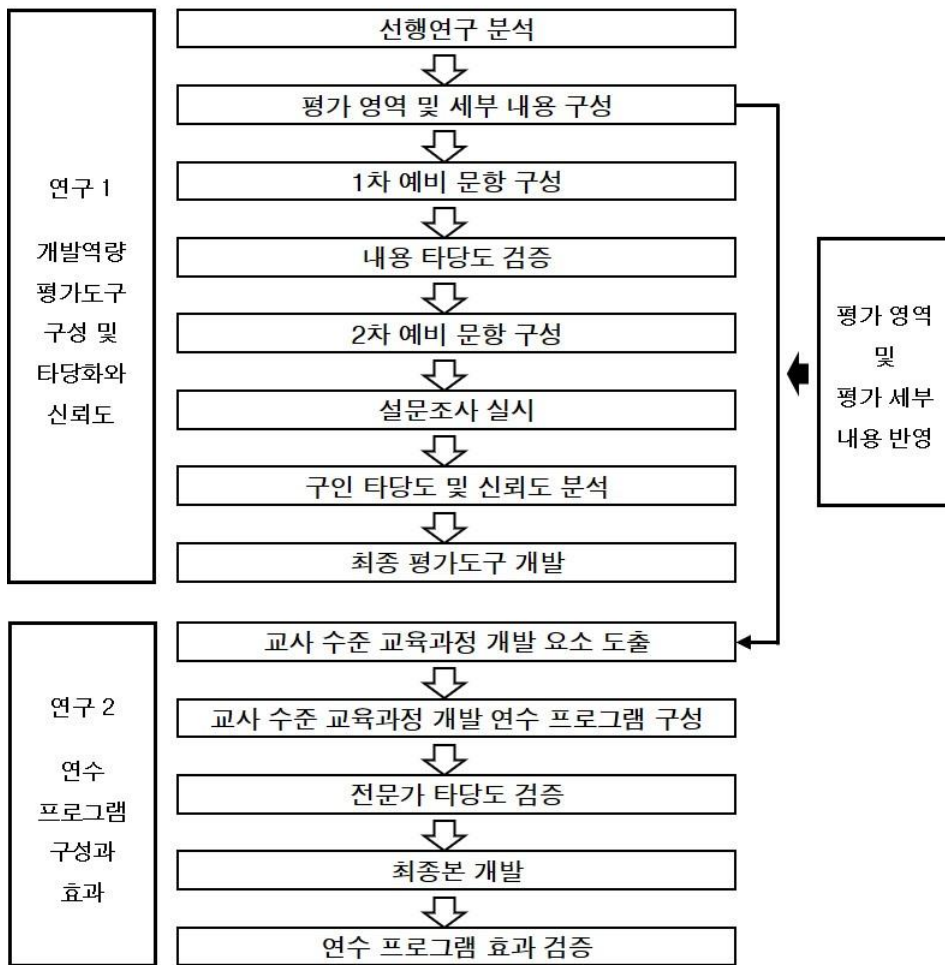 연구 1
개발역량
평가도구
구성 및
타당화와
신뢰도
선행연구 분석
평가 영역 및 세부 내용 구성
1차 예비 문항 구성
내용 타당도 검증
2차 예비 문항 구성
설문조사 실시
구인 타당도 및 신뢰도 분석
최종 평가도구 개발
평가 영역
및
평가 세부
내용 반영
연구 2
연수
프로그램
구성과
효과
교사 수준 교육과정 개발 요소 도출
교사 수준 교육과정 개발 연수 프로그램 구성
전문가 타당도 검증
최종본 개발
연수 프로그램 효과 검증